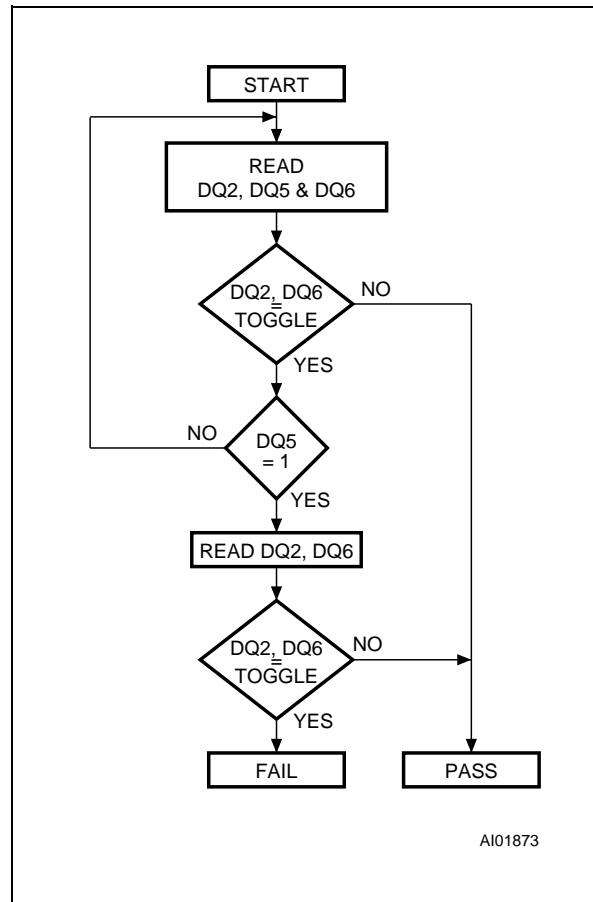 START
READ
DQ2, DQ5 & DQ6
DQ2, DQ6
=
TOGGLE
NO
YES
NO
DQ5
= 1
YES
READ DQ2, DQ6
DQ2, DQ6
=
TOGGLE
NO
YES
FAIL
PASS
AI01873